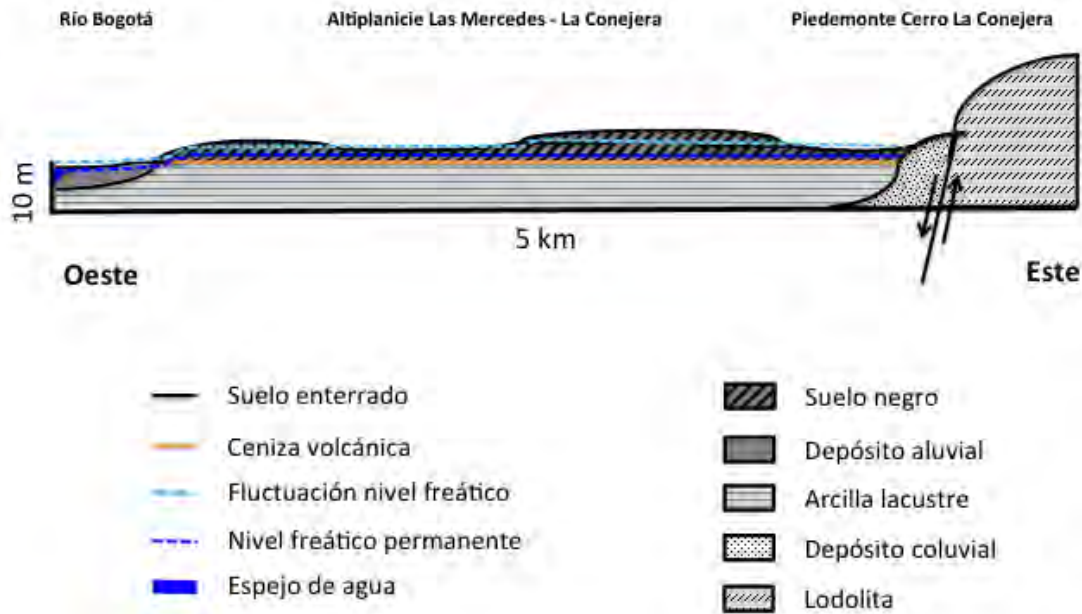 Río Bogotá
Altiplanicie Las Mercedes - La Conejera
Piedemonte Cerro La Conejera
10 m
5 km
Oeste
Este
Suelo enterrado
Ceniza volcánica
Fluctuación nivel freático
Nivel freático permanente
Espejo de agua
Suelo negro
Depósito aluvial
Arcilla lacustre
Depósito coluvial
Lodolita